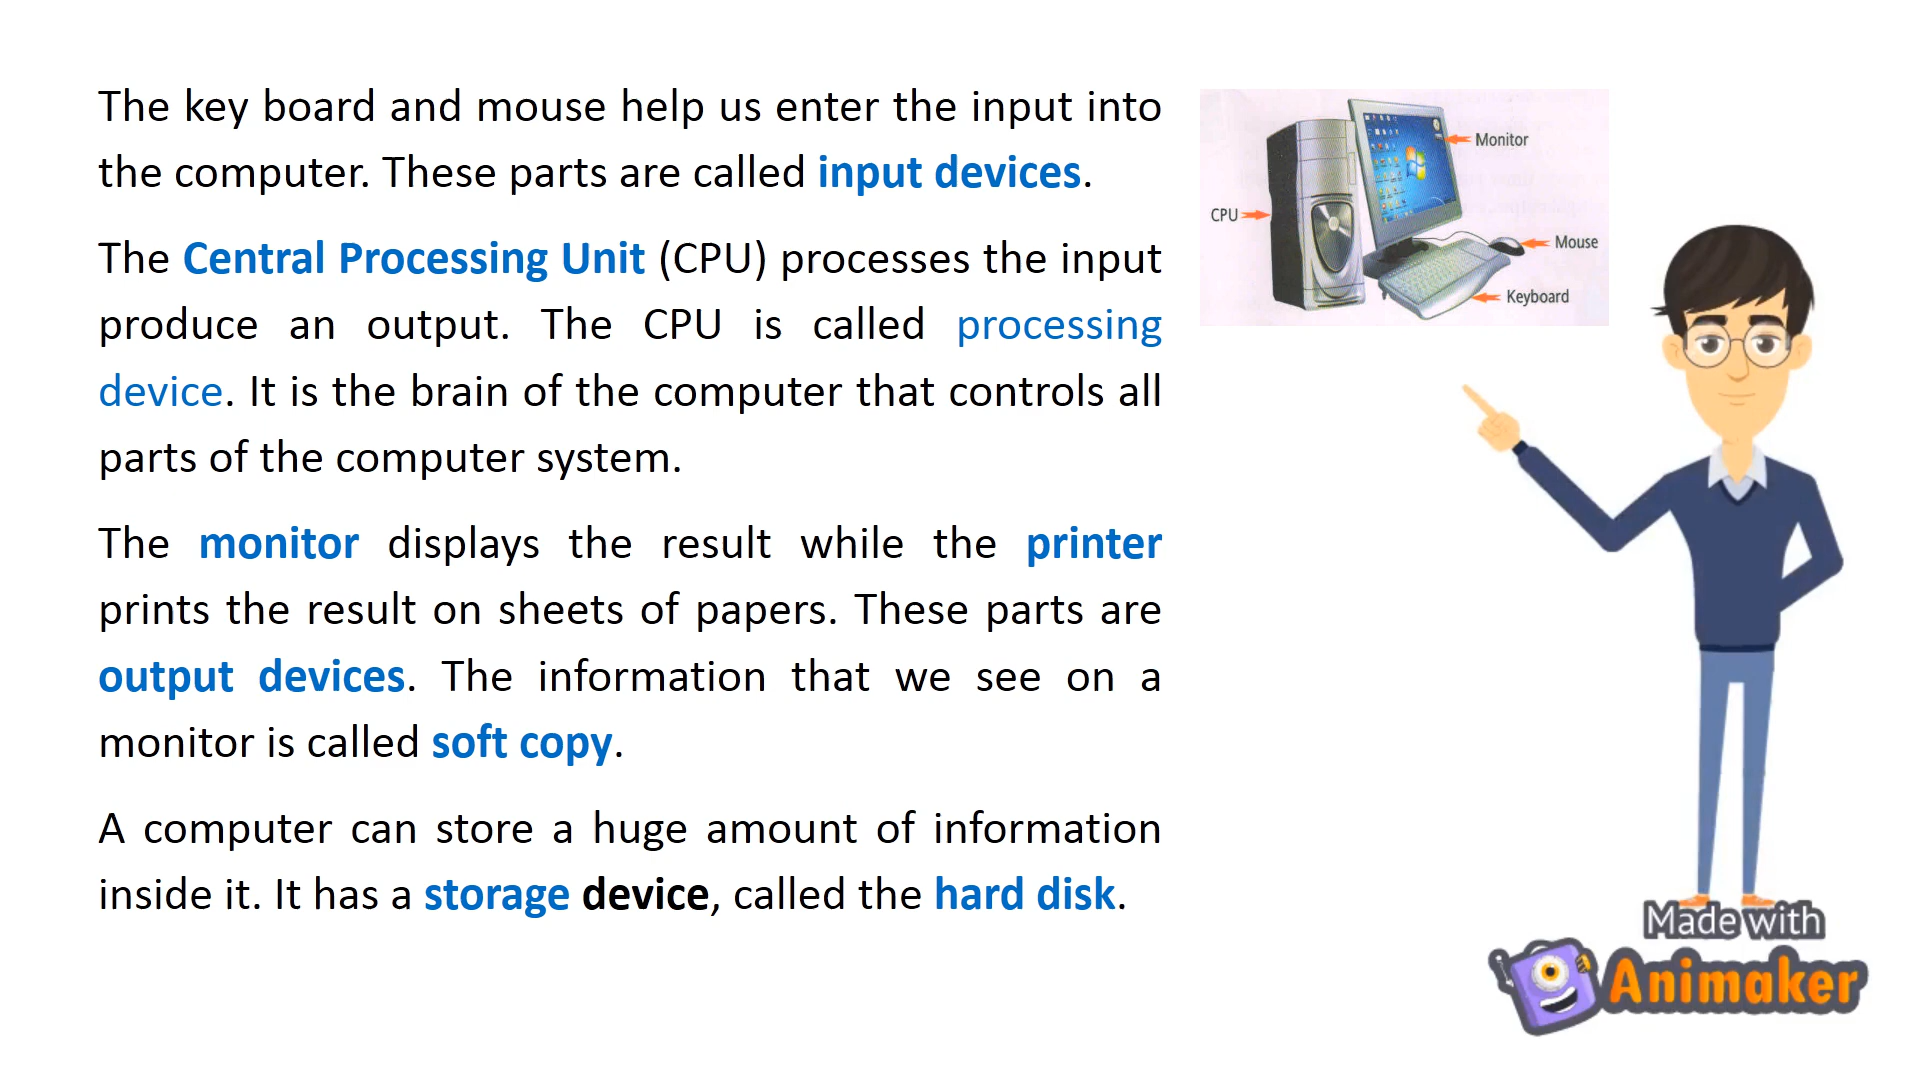 The key board and mouse help us enter the input into
the computer. These parts are called input devices.
The Central Processing Unit (CPU) processes the input
produce an output. The CPU is called processing
device. It is the brain of the computer that controls all
parts of the computer system.
The monitor displays the result while the printer
prints the result on sheets of papers. These parts are
output devices. The information that we see on a
monitor is called soft copy.
A computer can store a huge amount of information
inside it. It has a storage device, called the hard disk.
Monitor
CPU
Mouse
Keyboard
Made with
Animaker